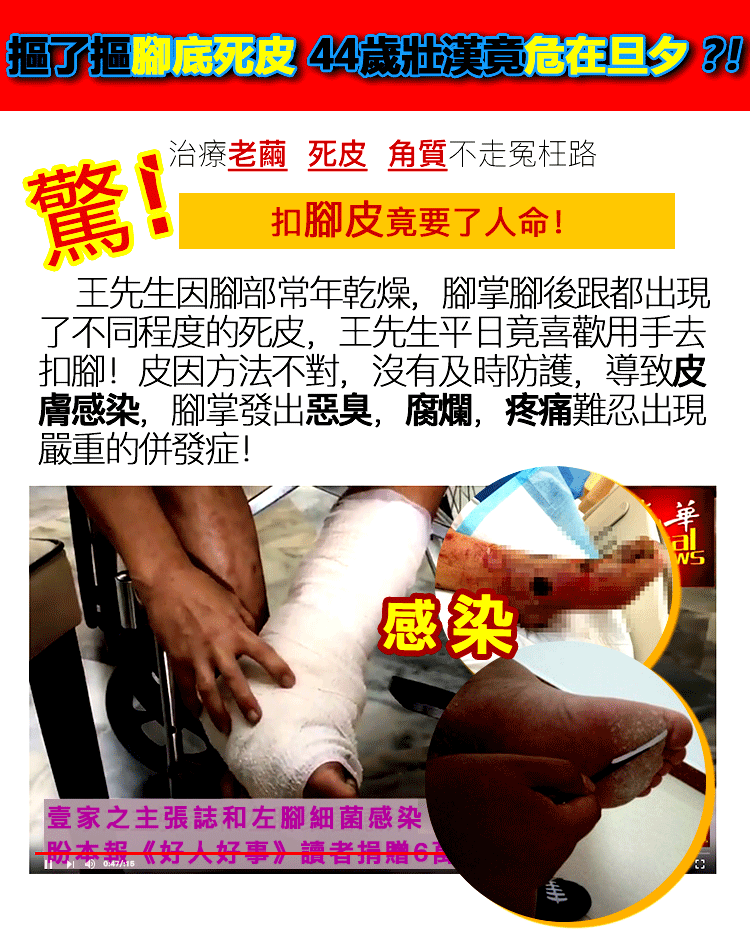 摳了摳腳底死皮 44歲壯漢竟危在旦夕?!
治療老繭 死皮 角質不走冤枉路
驚!
扣腳皮竟要了人命!
王先生因腳部常年乾燥,腳掌腳後跟都出現
了不同程度的死皮,王先生平日竟喜歡用手去
扣腳!皮因方法不對,沒有及時防護,導致皮
膚感染,腳掌發出惡臭,腐爛,疼痛難忍出現
嚴重的併發症!
華
al
ws
感染
壹家之主張誌和左腳細菌感染
盼本報《好人好事》讀者捐贈6萬
0:47